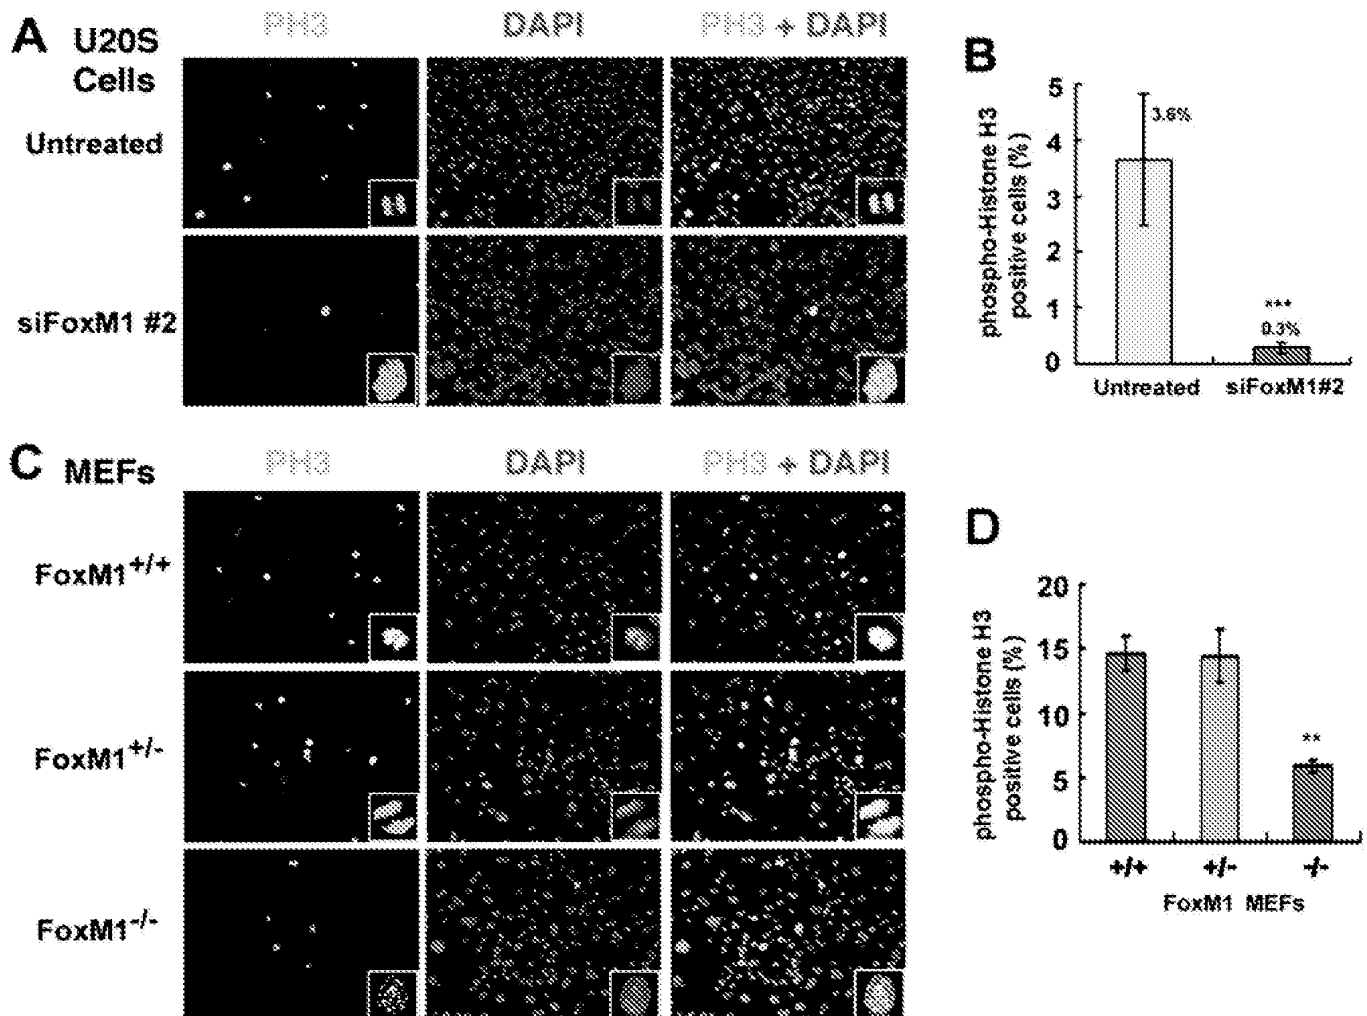 A U20S Cells
PH3 DAPI PH3 + DAPI
Untreated
siFoxM1 #2
B
phospho-Histone H3 positive cells (%)
5
4
3
2
1
0
3.6%
***
0.3%
Untreated siFoxM1#2
C MEFs
PH3 DAPI PH3 + DAPI
FoxM1+/+
FoxM1+/-
FoxM1-/-
D
phospho-Histone H3 positive cells (%)
20
15
10
5
0
**
+/+ +/- -/-
FoxM1 MEFs